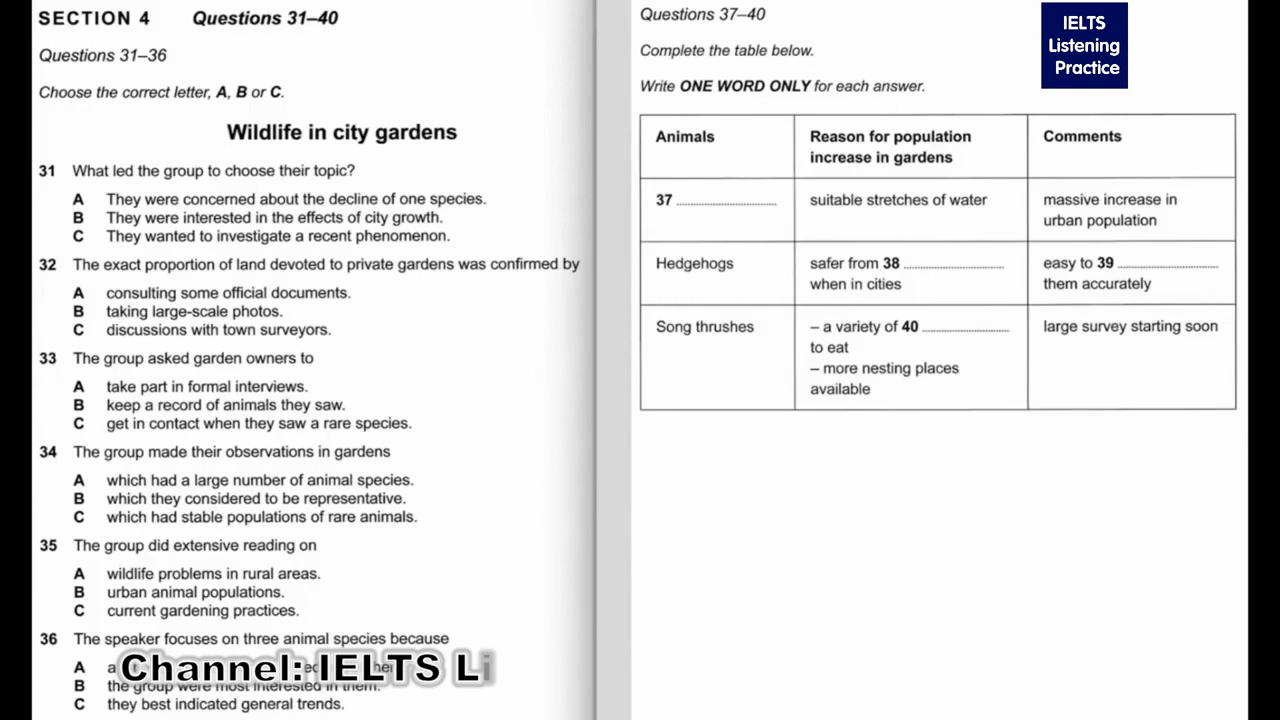 SECTION 4 Questions 31–40
Questions 31–36
Choose the correct letter, A, B or C.
Wildlife in city gardens
31 What led the group to choose their topic?
A They were concerned about the decline of one species.
B They were interested in the effects of city growth.
C They wanted to investigate a recent phenomenon.
32 The exact proportion of land devoted to private gardens was confirmed by
A consulting some official documents.
B taking large-scale photos.
C discussions with town surveyors.
33 The group asked garden owners to
A take part in formal interviews.
B keep a record of animals they saw.
C get in contact when they saw a rare species.
34 The group made their observations in gardens
A which had a large number of animal species.
B which they considered to be representative.
C which had stable populations of rare animals.
35 The group did extensive reading on
A wildlife problems in rural areas.
B urban animal populations.
C current gardening practices.
36 The speaker focuses on three animal species because
A
B the group were most interested in them.
C they best indicated general trends.
Channel: IELTS Li
Questions 37–40
Complete the table below.
Write ONE WORD ONLY for each answer.
IELTS
Listening
Practice
Animals
Reason for population
increase in gardens
Comments
37 ........................
suitable stretches of water
massive increase in
urban population
Hedgehogs
safer from 38 ........................
when in cities
easy to 39 ........................
them accurately
Song thrushes
– a variety of 40 ........................
to eat
– more nesting places
available
large survey starting soon